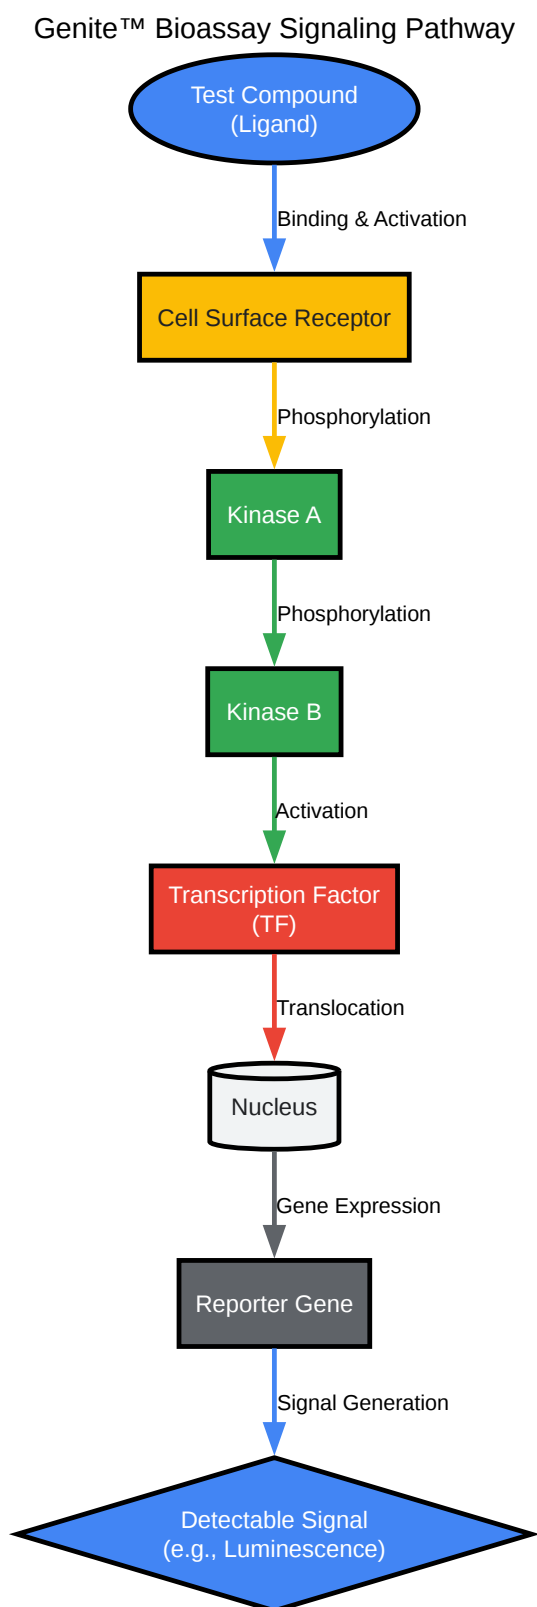 Genite™ Bioassay Signaling Pathway
Test Compound
(Ligand)
Binding & Activation
Cell Surface Receptor
Phosphorylation
Kinase A
Phosphorylation
Kinase B
Activation
Transcription Factor
(TF)
Translocation
Nucleus
Gene Expression
Reporter Gene
Signal Generation
Detectable Signal
(e.g., Luminescence)